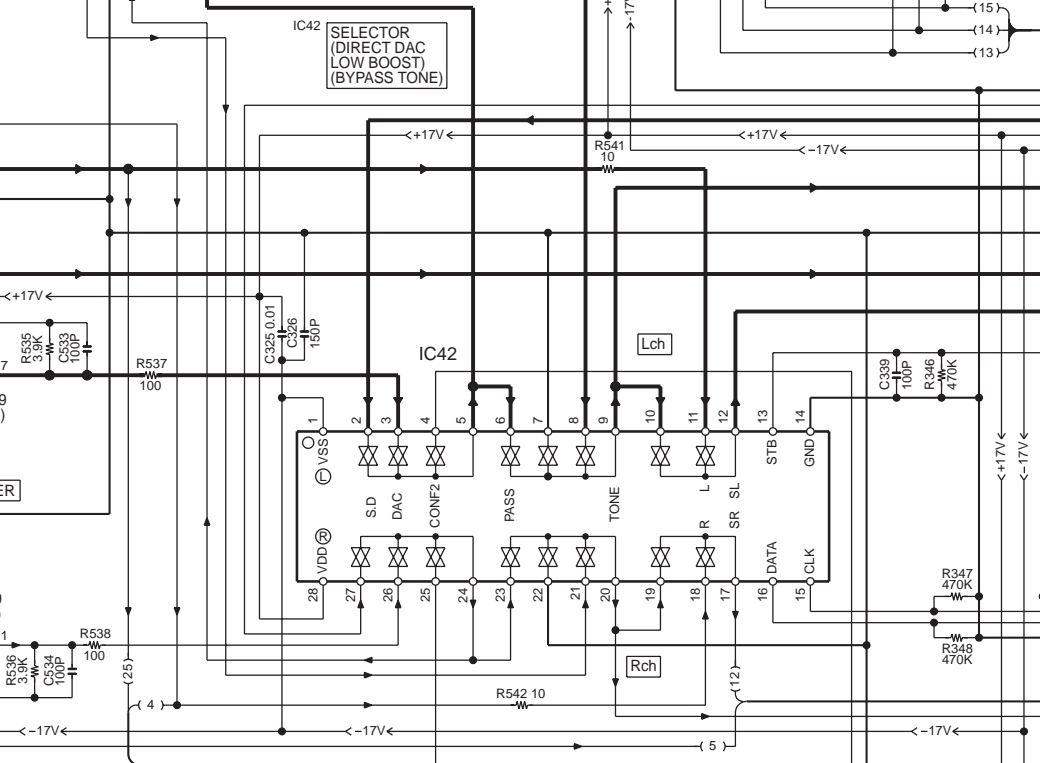 IC42
SELECTOR
(DIRECT DAC
LOW BOOST)
(BYPASS TONE)
-17V
(15)
(14)
(13)
+17V
+17V
–17V
R541
10
+17V
C325 0.01
C326
150P
R535
3.9K
C533
100P
7
R537
100
9
)
IC42
Lch
C339
100P
R346
470K
1
2
3
4
5
6
7
8
9
10
11
12
13
14
VSS
L
S.D
DAC
CONF2
PASS
TONE
L
SL
STB
GND
+17V
–17V
ER
R
SR
VDD
R
DATA
CLK
28
27
26
25
24
23
22
21
20
19
18
17
16
15
R347
470K
R348
470K
)
1
R538
100
R536
3.9K
C534
100P
(25)
(4)
R542 10
Rch
(12)
–17V
–17V
–17V
(5)